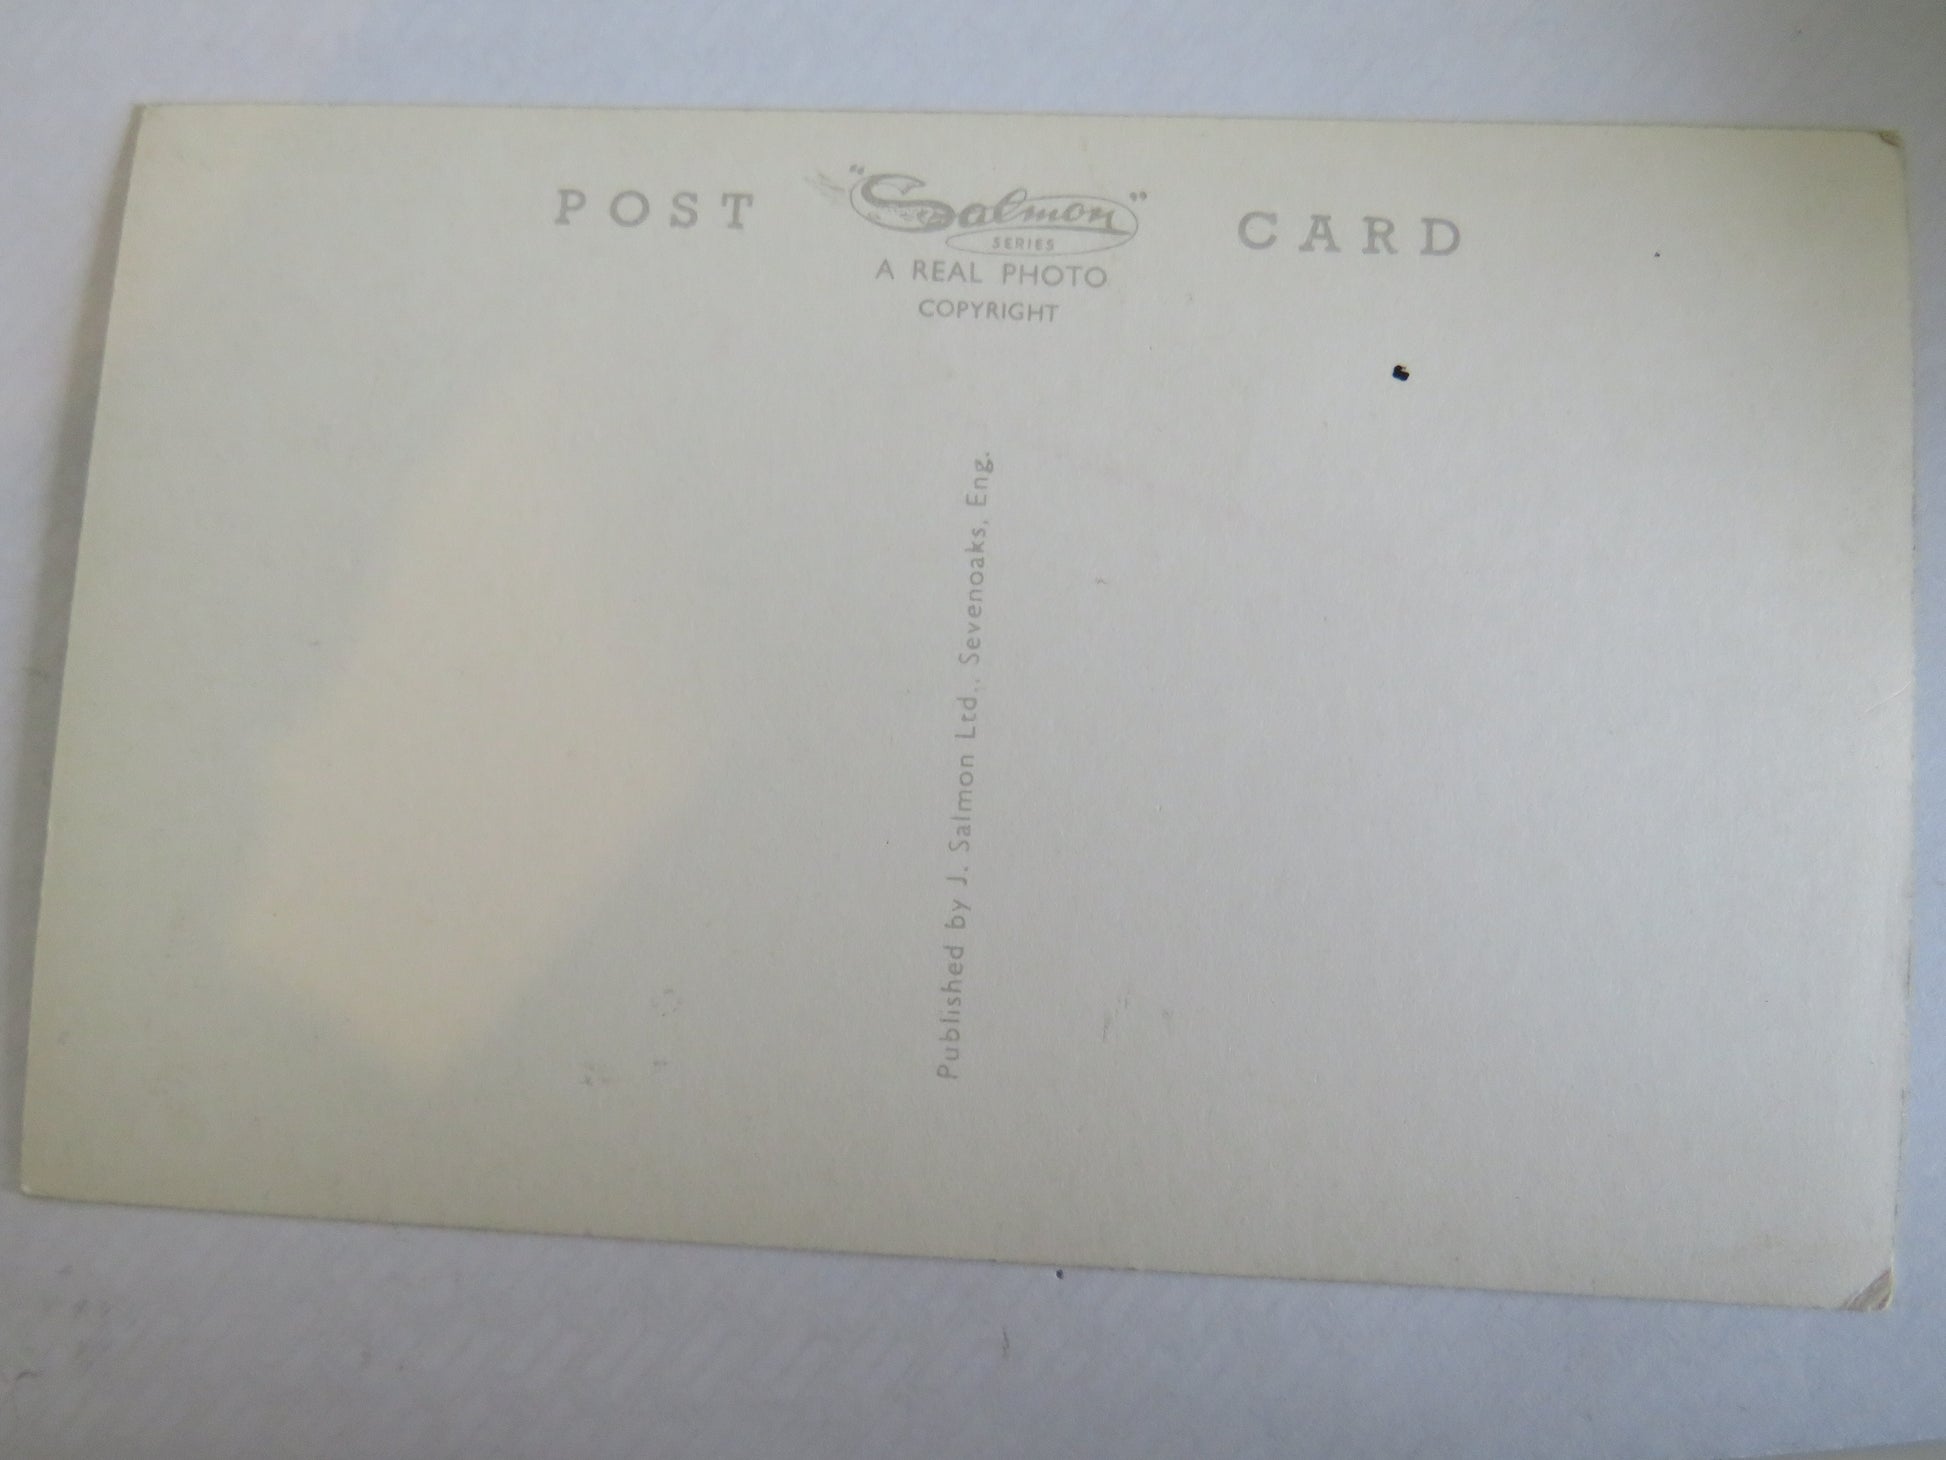 POST "Salmon" CARD
SERIES
A REAL PHOTO
COPYRIGHT
Published by J. Salmon Ltd., Sevenoaks, Eng.